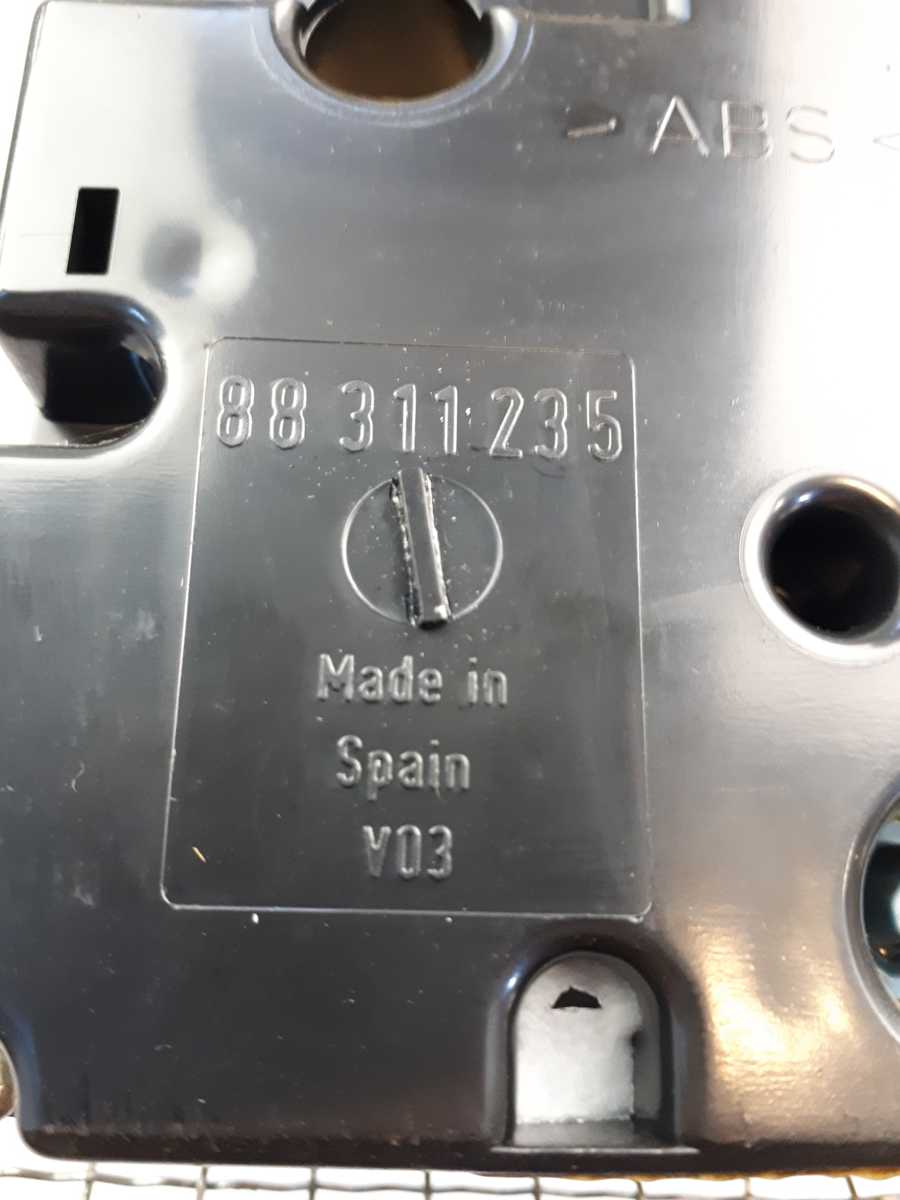 > ABS <
88 311 235
Made in
Spain
V03